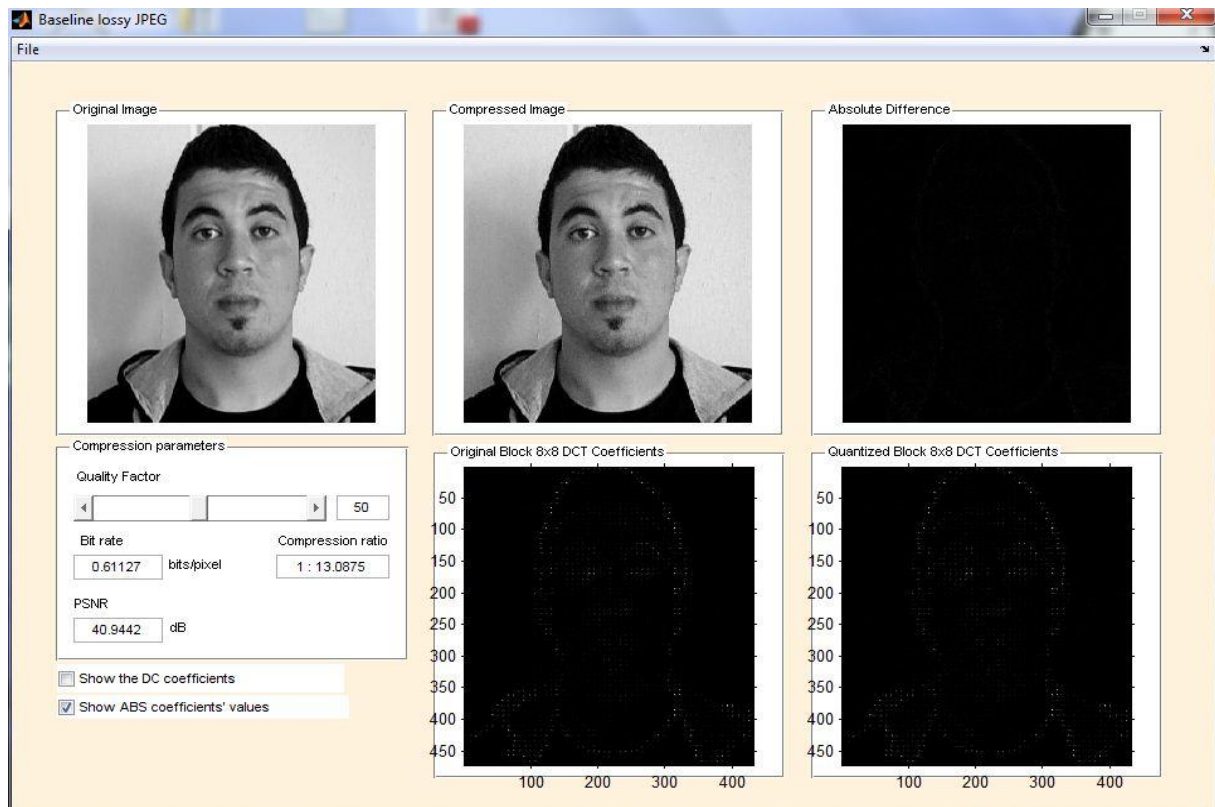 Baseline lossy JPEG
File
Original Image
Compressed Image
Absolute Difference
Compression parameters
Quality Factor
50
Bit rate
Compression ratio
0.61127 bits/pixel
1 : 13.0875
PSNR
40.9442 dB
Show the DC coefficients
Show ABS coefficients' values
Original Block 8x8 DCT Coefficients
50
100
150
200
250
300
350
400
450
100 200 300 400
Quantized Block 8x8 DCT Coefficients
50
100
150
200
250
300
350
400
450
100 200 300 400